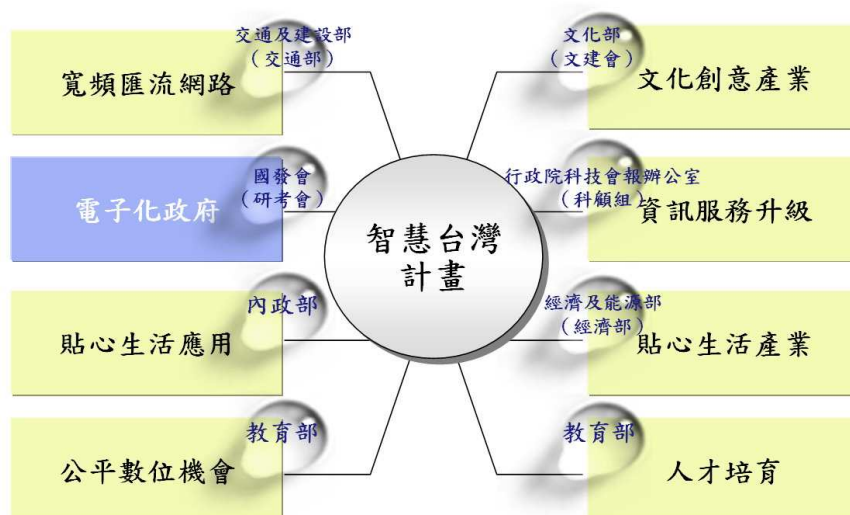 交通及建設部
(交通部)
寬頻匯流網路
文化部
(文建會)
文化創意產業
國發會
(研考會)
電子化政府
行政院科技會報辦公室
(科顧組)
資訊服務升級
智慧台灣
計畫
內政部
貼心生活應用
經濟及能源部
(經濟部)
貼心生活產業
教育部
公平數位機會
教育部
人才培育